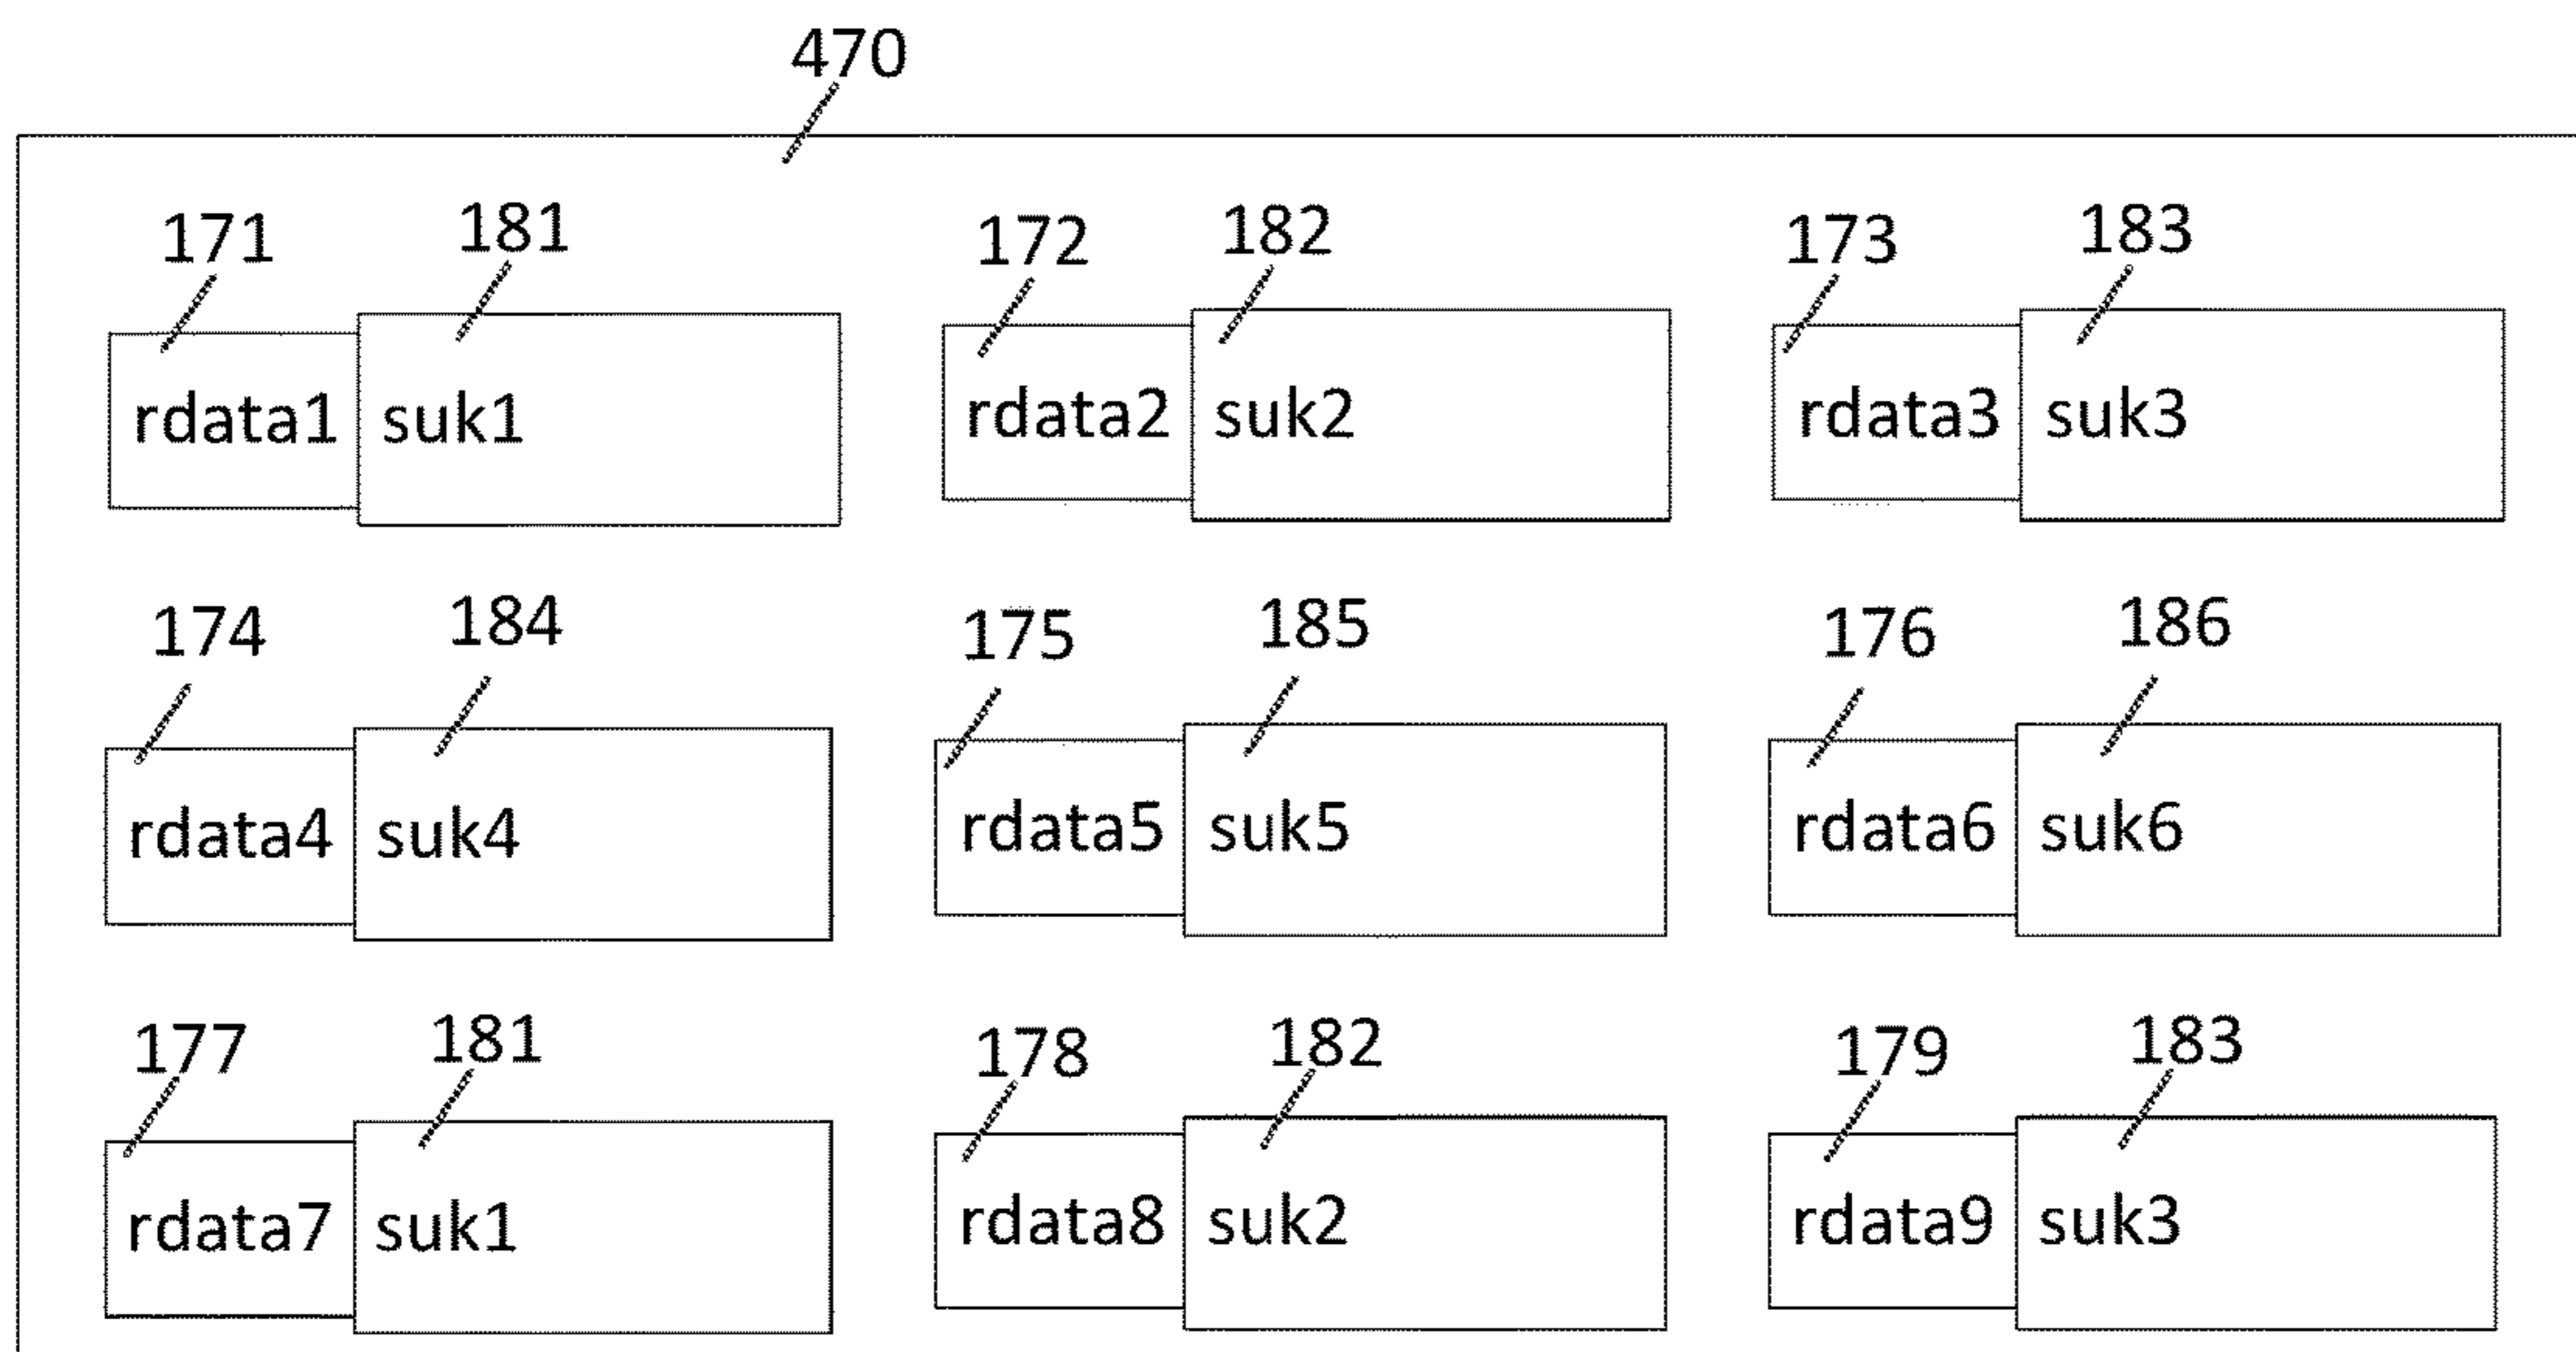 470
171 181 172 182 173 183
rdata1 suk1 rdata2 suk2 rdata3 suk3
174 184 175 185 176 186
rdata4 suk4 rdata5 suk5 rdata6 suk6
177 181 178 182 179 183
rdata7 suk1 rdata8 suk2 rdata9 suk3